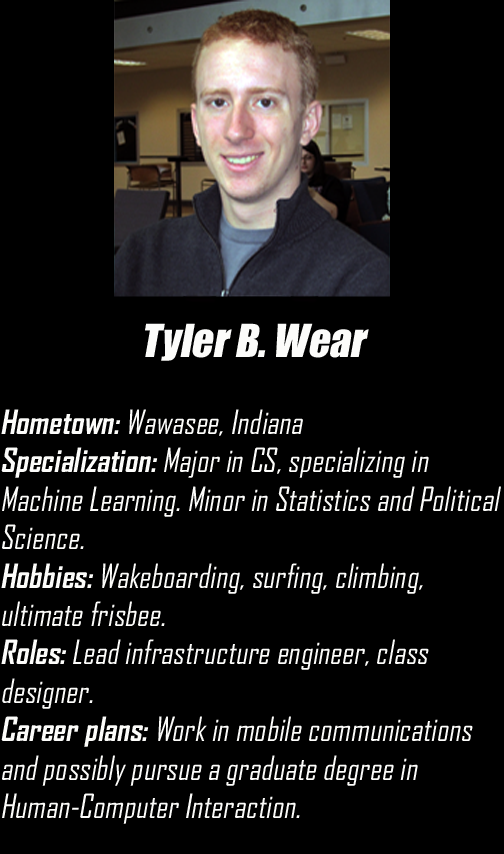 Tyler B. Wear
Hometown: Wawasee, Indiana
Specialization: Major in CS, specializing in
Machine Learning. Minor in Statistics and Political
Science.
Hobbies: Wakeboarding, surfing, climbing,
ultimate frisbee.
Roles: Lead infrastructure engineer, class
designer.
Career plans: Work in mobile communications
and possibly pursue a graduate degree in
Human-Computer Interaction.